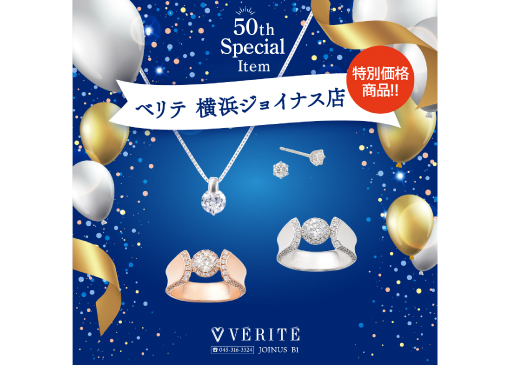 50th
Special
Item
特別価格
商品!!
ベリテ 横浜ジョイナス店
VERITE
☎045-316-3524 JOINUS B1